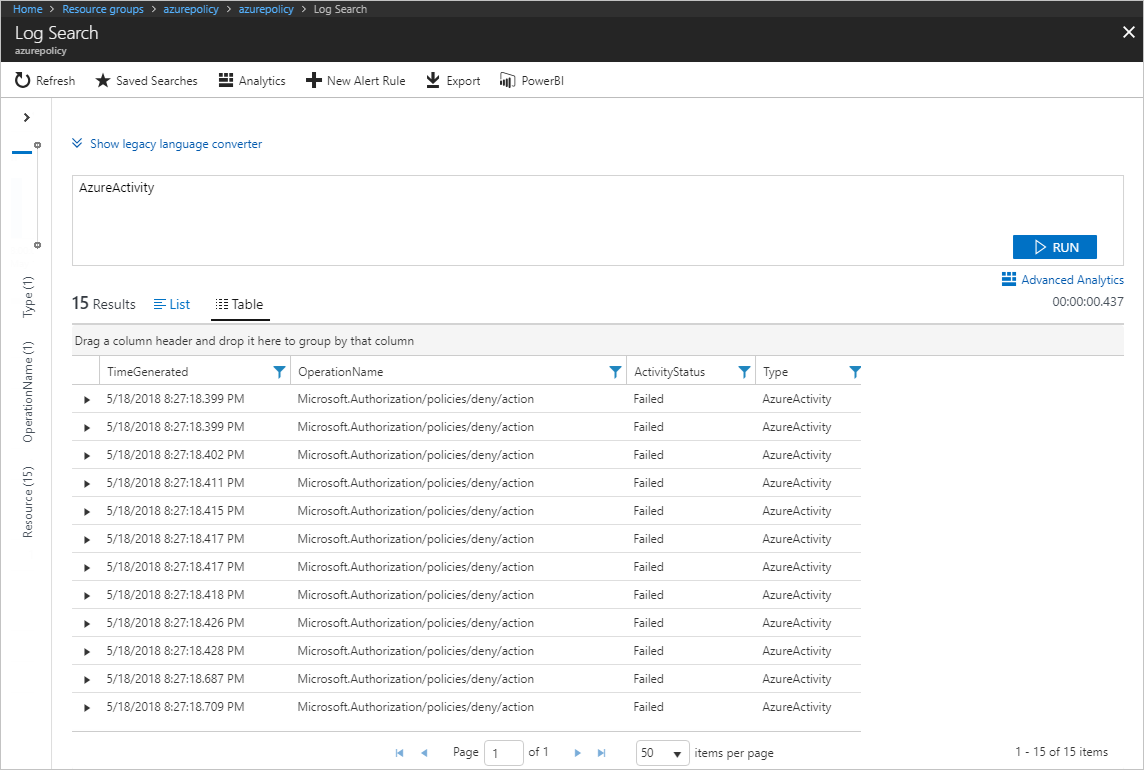 Home > Resource groups > azurepolicy > azurepolicy > Log Search
Log Search
azurepolicy
Refresh Saved Searches Analytics New Alert Rule Export PowerBI
Show legacy language converter
AzureActivity
RUN
Advanced Analytics
15 Results List Table
00:00:00.437
Type (1)
OperationName (1)
Resource (15)
Drag a column header and drop it here to group by that column
TimeGenerated OperationName ActivityStatus Type
5/18/2018 8:27:18.399 PM Microsoft.Authorization/policies/deny/action Failed AzureActivity
5/18/2018 8:27:18.399 PM Microsoft.Authorization/policies/deny/action Failed AzureActivity
5/18/2018 8:27:18.402 PM Microsoft.Authorization/policies/deny/action Failed AzureActivity
5/18/2018 8:27:18.411 PM Microsoft.Authorization/policies/deny/action Failed AzureActivity
5/18/2018 8:27:18.415 PM Microsoft.Authorization/policies/deny/action Failed AzureActivity
5/18/2018 8:27:18.417 PM Microsoft.Authorization/policies/deny/action Failed AzureActivity
5/18/2018 8:27:18.417 PM Microsoft.Authorization/policies/deny/action Failed AzureActivity
5/18/2018 8:27:18.418 PM Microsoft.Authorization/policies/deny/action Failed AzureActivity
5/18/2018 8:27:18.426 PM Microsoft.Authorization/policies/deny/action Failed AzureActivity
5/18/2018 8:27:18.428 PM Microsoft.Authorization/policies/deny/action Failed AzureActivity
5/18/2018 8:27:18.687 PM Microsoft.Authorization/policies/deny/action Failed AzureActivity
5/18/2018 8:27:18.709 PM Microsoft.Authorization/policies/deny/action Failed AzureActivity
Page 1 of 1 50 items per page 1 - 15 of 15 items